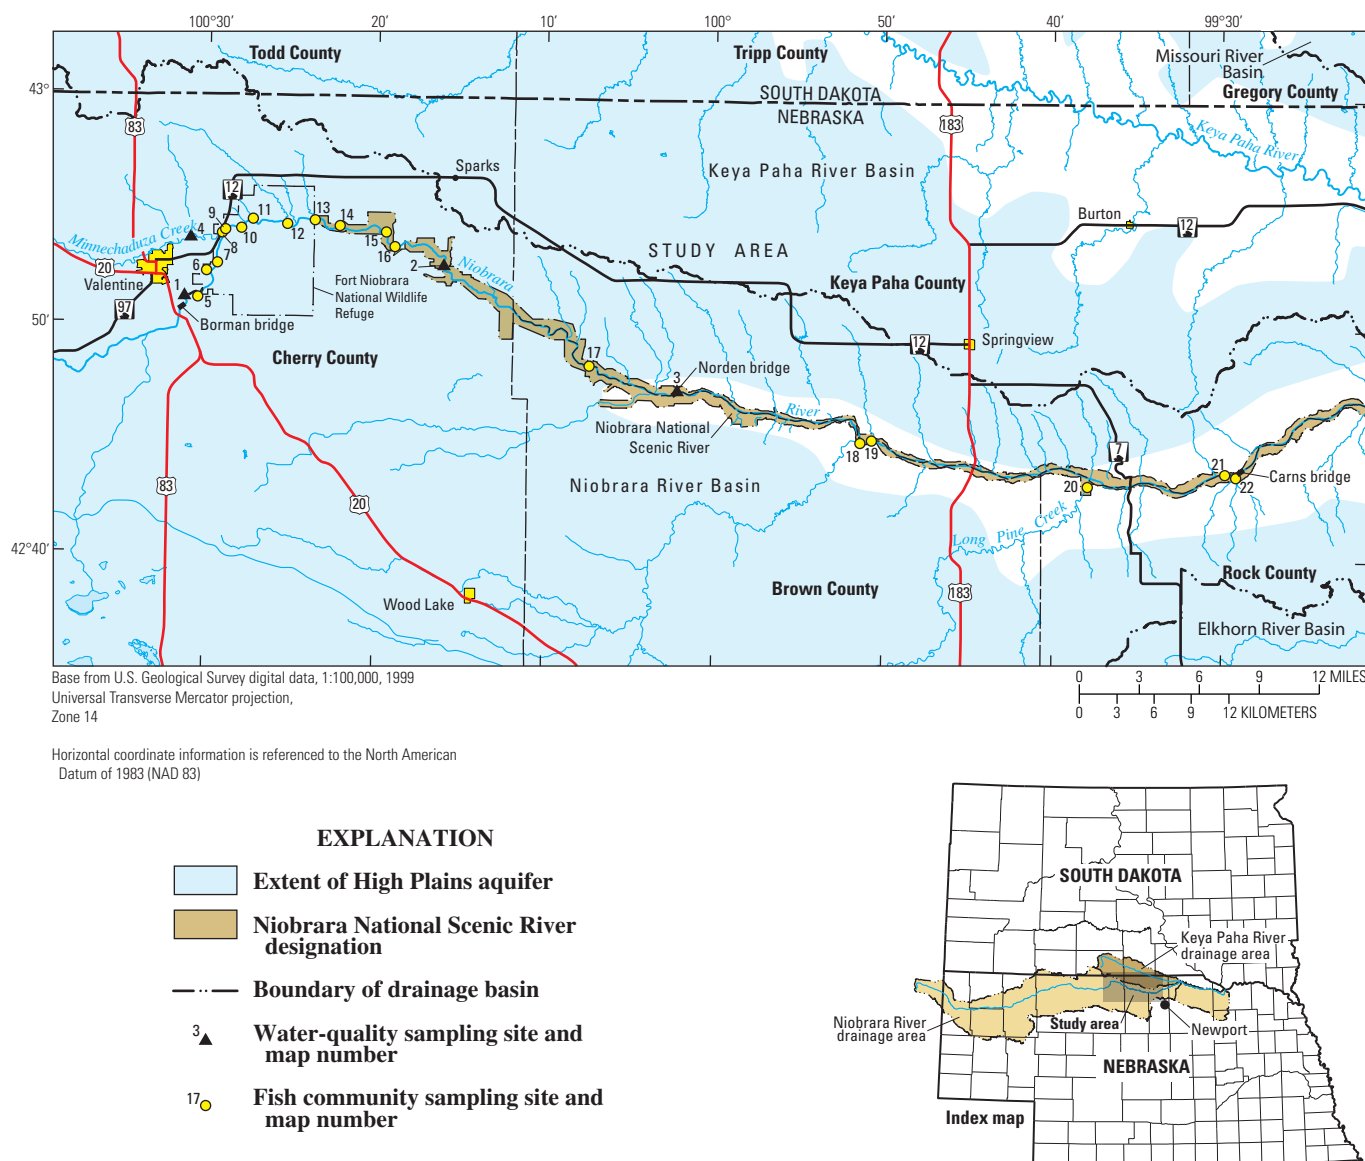 100°30′
20′
10′
100°
50′
40′
99°30′
Todd County
Tripp County
Missouri River
Basin
Gregory County
43°
SOUTH DAKOTA
NEBRASKA
83
183
Keya Paha River
Sparks
Keya Paha River Basin
12
Burton
12
9
11
13
14
4
10
12
15
16
Minnechaduza Creek
8
7
6
2
Niobrara
STUDY AREA
20
Valentine
1
5
Fort Niobrara
National Wildlife
Refuge
Keya Paha County
97
Borman bridge
50′
Cherry County
12
Springview
17
3
Norden bridge
River
Niobrara National
Scenic River
18
19
7
21
22
Carns bridge
83
20
Niobrara River Basin
20
Long Pine Creek
42°40′
Wood Lake
Brown County
183
Rock County
Elkhorn River Basin
Base from U.S. Geological Survey digital data, 1:100,000, 1999
Universal Transverse Mercator projection,
Zone 14
0 3 6 9 12 MILES
0 3 6 9 12 KILOMETERS
Horizontal coordinate information is referenced to the North American
Datum of 1983 (NAD 83)
EXPLANATION
Extent of High Plains aquifer
Niobrara National Scenic River
designation
Boundary of drainage basin
3
Water-quality sampling site and
map number
17
Fish community sampling site and
map number
SOUTH DAKOTA
Keya Paha River
drainage area
Niobrara River
drainage area
Study area
Newport
NEBRASKA
Index map